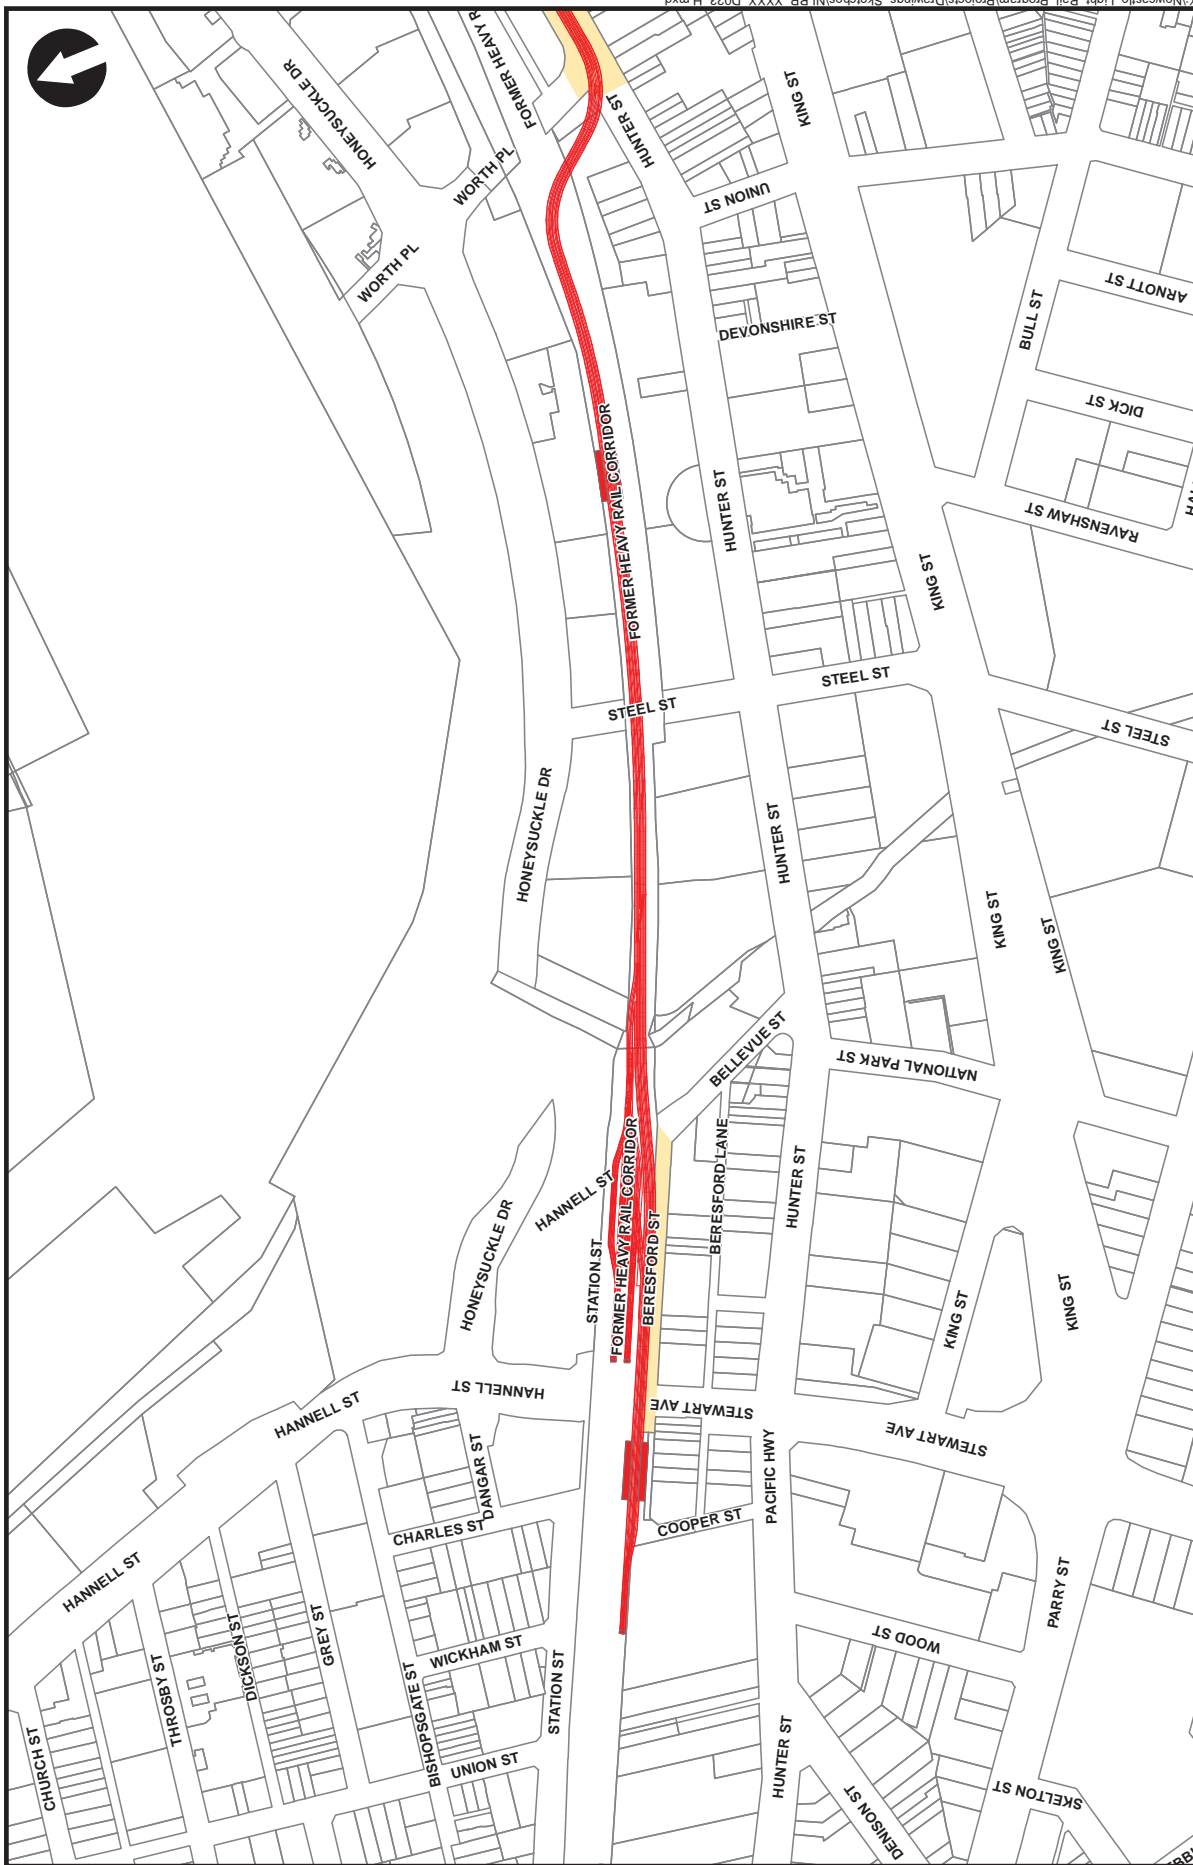 KING ST
HONEYSUCKLE DR
FORMER HEAVY R
HUNTER ST
WORTH PL
UNION ST
WORTH PL
ARNOTT ST
BULL ST
DEVONSHIRE ST
DICK ST
FORMER HEAVY RAIL CORRIDOR
HUNTER ST
RAVENSHAW ST
KING ST
STEEL ST
STEEL ST
STEEL ST
HONEYSUCKLE DR
HUNTER ST
KING ST
KING ST
BELLEVUE ST
NATIONAL PARK ST
HANNELL ST
FORMER HEAVY RAIL CORRIDOR
BERESFORD LANE
HUNTER ST
HONEYSUCKLE DR
STATION ST
BERESFORD ST
KING ST
KING ST
HANNELL ST
HANNELL ST
STEWART AVE
STEWART AVE
DANGAR ST
PACIFIC HWY
CHARLES ST
COOPER ST
HANNELL ST
PARRY ST
WOOD ST
GREY ST
DICKSON ST
WICKHAM ST
THROSBY ST
STATION ST
BISHOPSGATE ST
CHURCH ST
UNION ST
HUNTER ST
SKELTON ST
DENISON ST